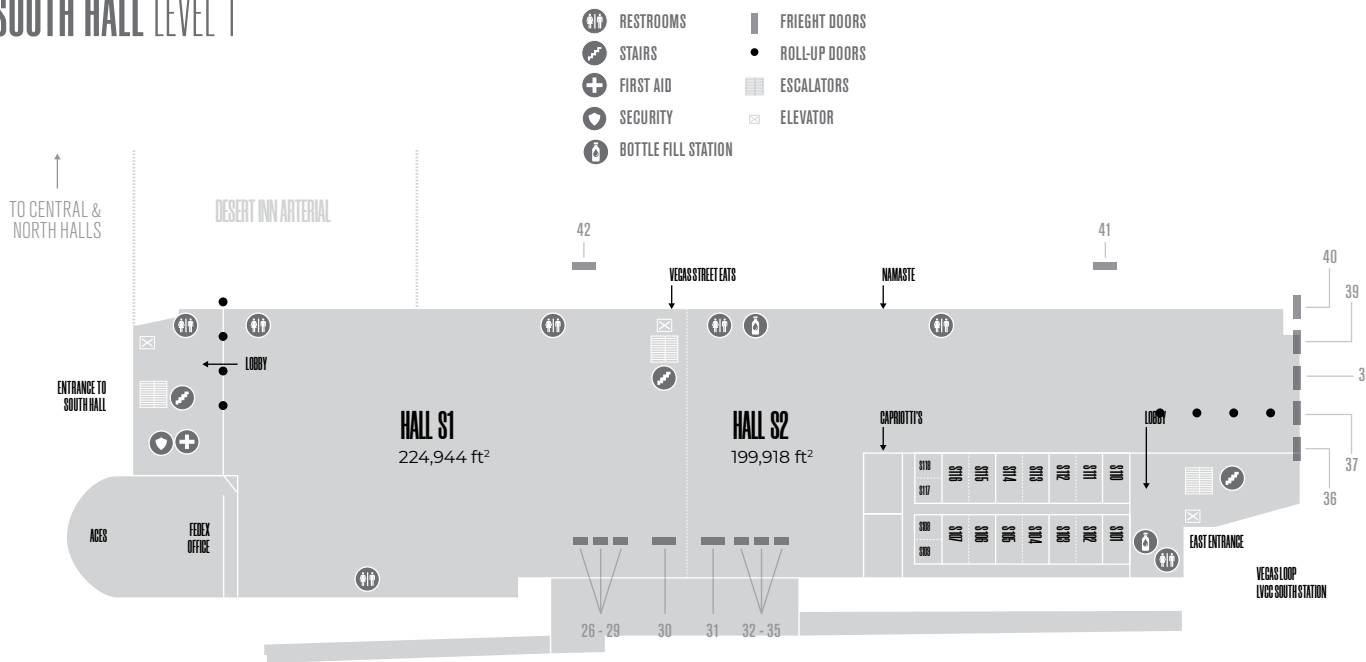 SOUTH HALL LEVEL 1
RESTROOMS
STAIRS
FIRST AID
SECURITY
BOTTLE FILL STATION
FRIEGHT DOORS
ROLL-UP DOORS
ESCALATORS
ELEVATOR
TO CENTRAL &
NORTH HALLS
DESERT INN ARTERIAL
42
41
40
39
3
37
36
VEGAS STREET EATS
NAMASTE
LOBBY
ENTRANCE TO
SOUTH HALL
HALL S1
224,944 ft²
HALL S2
199,918 ft²
CAPRIOTTI'S
LOBBY
S118
S117
S116
S115
S114
S113
S112
S111
S110
S108
S109
S107
S106
S105
S104
S103
S102
S101
ACES
FEDEX
OFFICE
EAST ENTRANCE
VEGAS LOOP
LVCC SOUTH STATION
26 - 29
30
31
32 - 35